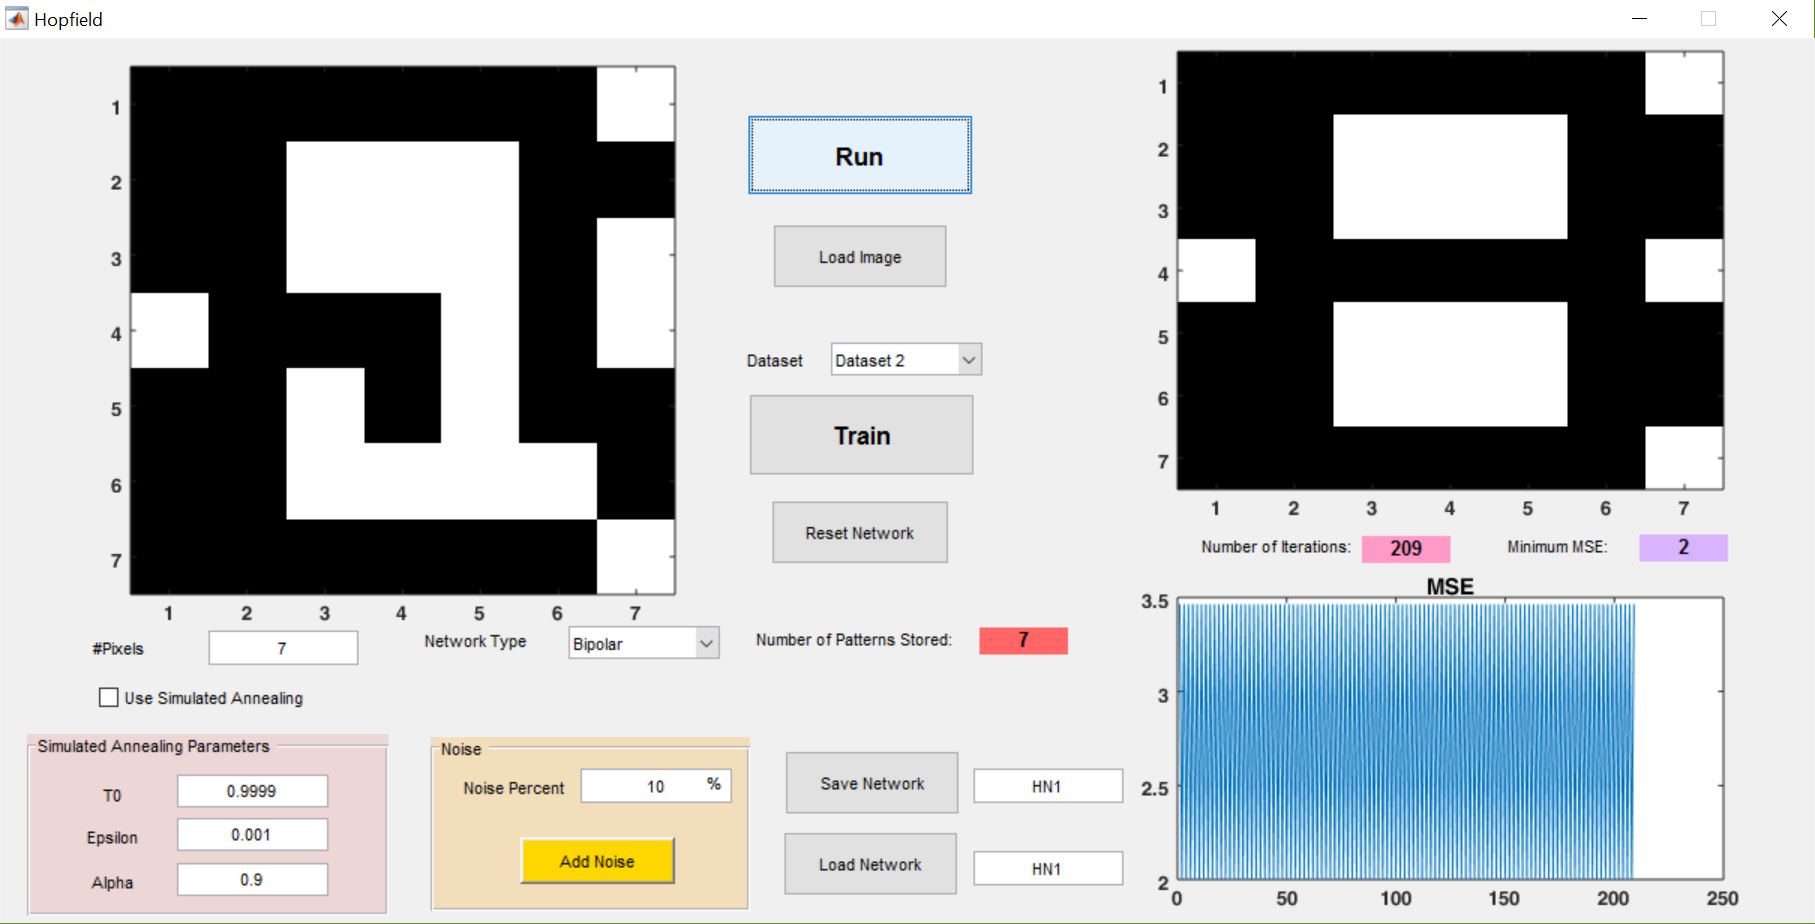 Hopfield
1
2
3
4
5
6
7
1 2 3 4 5 6 7
#Pixels 7
Network Type Bipolar
Use Simulated Annealing
Simulated Annealing Parameters
T0 0.9999
Epsilon 0.001
Alpha 0.9
Noise
Noise Percent 10 %
Add Noise
Run
Load Image
Dataset Dataset 2
Train
Reset Network
Number of Patterns Stored: 7
Save Network HN1
Load Network HN1
1
2
3
4
5
6
7
1 2 3 4 5 6 7
Number of Iterations: 209
Minimum MSE: 2
MSE
3.5
3
2.5
2
0 50 100 150 200 250